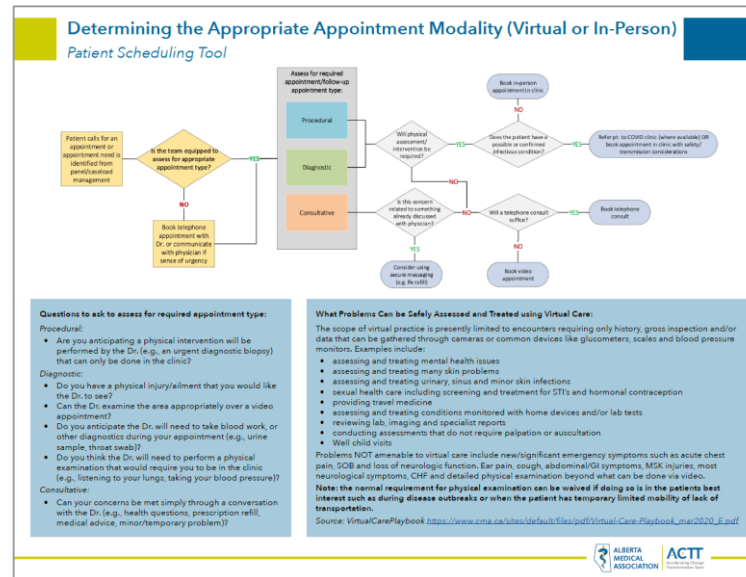 Determining the Appropriate Appointment Modality (Virtual or In-Person)
Patient Scheduling Tool
Patient calls for an
appointment or
appointment need is
identified from
panel/caseload
management
Is the team equipped to
assess for appropriate
appointment type?
YES
NO
Book telephone
appointment with
Dr. or communicate
with physician if
sense of urgency
Assess for required
appointment/follow-up
appointment type:
Procedural
Diagnostic
Consultative
Will physical
assessment/
intervention be
required?
YES
NO
Does the patient have a
possible or confirmed
infectious condition?
NO
Book in-person
appointment in clinic
YES
Refer pt. to COVID clinic (where available) OR
book appointment in clinic with safety/
transmission considerations
Is this concern
related to something
already discussed
with physician?
NO
YES
Consider using
secure messaging
(e.g. Rx refill)
Will a telephone consult
suffice?
YES
Book telephone
consult
NO
Book video
appointment
Questions to ask to assess for required appointment type:
Procedural:
• Are you anticipating a physical intervention will be
performed by the Dr. (e.g., an urgent diagnostic biopsy)
that can only be done in the clinic?
Diagnostic:
• Do you have a physical injury/ailment that you would like
the Dr. to see?
• Can the Dr. examine the area appropriately over a video
appointment?
• Do you anticipate the Dr. will need to take blood work, or
other diagnostics during your appointment (e.g., urine
sample, throat swab)?
• Do you think the Dr. will need to perform a physical
examination that would require you to be in the clinic
(e.g., listening to your lungs, taking your blood pressure)?
Consultative:
• Can your concerns be met simply through a conversation
with the Dr. (e.g., health questions, prescription refill,
medical advice, minor/temporary problem)?
What Problems Can be Safely Assessed and Treated using Virtual Care:
The scope of virtual practice is presently limited to encounters requiring only history, gross inspection and/or
data that can be gathered through cameras or common devices like glucometers, scales and blood pressure
monitors. Examples include:
• assessing and treating mental health issues
• assessing and treating many skin problems
• assessing and treating urinary, sinus and minor skin infections
• sexual health care including screening and treatment for STI's and hormonal contraception
• providing travel medicine
• assessing and treating conditions monitored with home devices and/or lab tests
• reviewing lab, imaging and specialist reports
• conducting assessments that do not require palpation or auscultation
• Well child visits
Problems NOT amenable to virtual care include new/significant emergency symptoms such as acute chest
pain, SOB and loss of neurologic function. Ear pain, cough, abdominal/GI symptoms, MSK injuries, most
neurological symptoms, CHF and detailed physical examination beyond what can be done via video.
Note: the normal requirement for physical examination can be waived if doing so is in the patients best
interest such as during disease outbreaks or when the patient has temporary limited mobility of lack of
transportation.
Source: VirtualCarePlaybook https://www.cma.ca/sites/default/files/pdf/Virtual-Care-Playbook_mar2020_E.pdf
ALBERTA
MEDICAL
ASSOCIATION
ACTT
Accelerating Change
Transformation Team